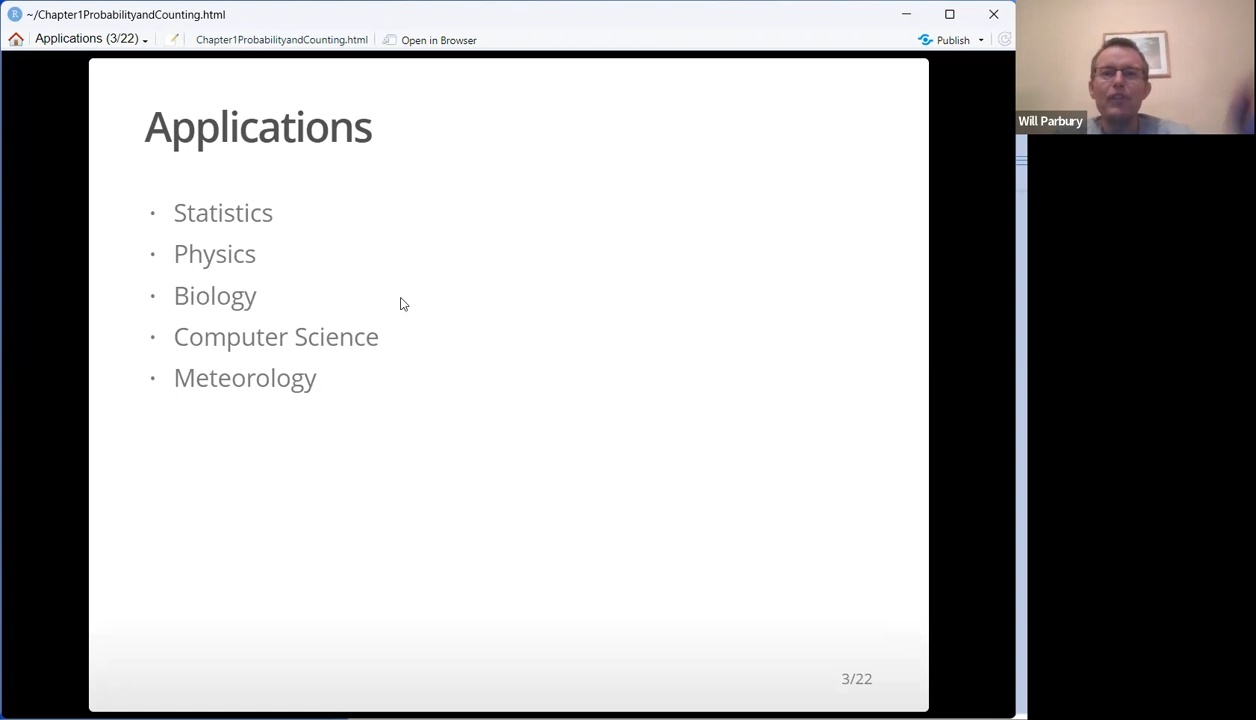 R ~/Chapter1ProbabilityandCounting.html
Applications (3/22) Chapter1ProbabilityandCounting.html Open in Browser Publish
Will Parbury
Applications
· Statistics
· Physics
· Biology
· Computer Science
· Meteorology
3/22